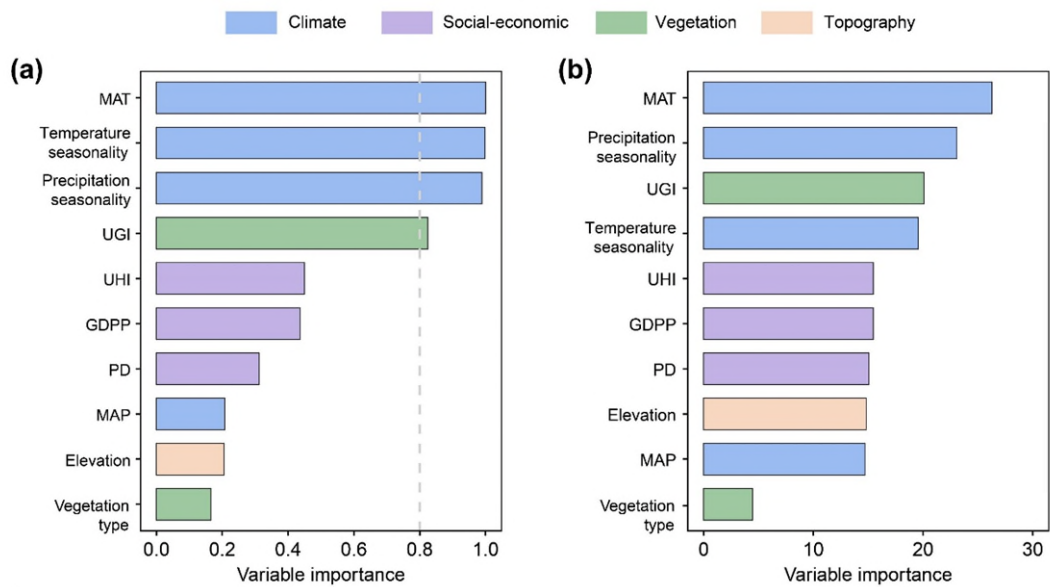 Climate Social-economic Vegetation Topography
(a)
MAT
Temperature
seasonality
Precipitation
seasonality
UGI
UHI
GDPP
PD
MAP
Elevation
Vegetation
type
0.0 0.2 0.4 0.6 0.8 1.0
Variable importance
(b)
MAT
Precipitation
seasonality
UGI
Temperature
seasonality
UHI
GDPP
PD
Elevation
MAP
Vegetation
type
0 10 20 30
Variable importance